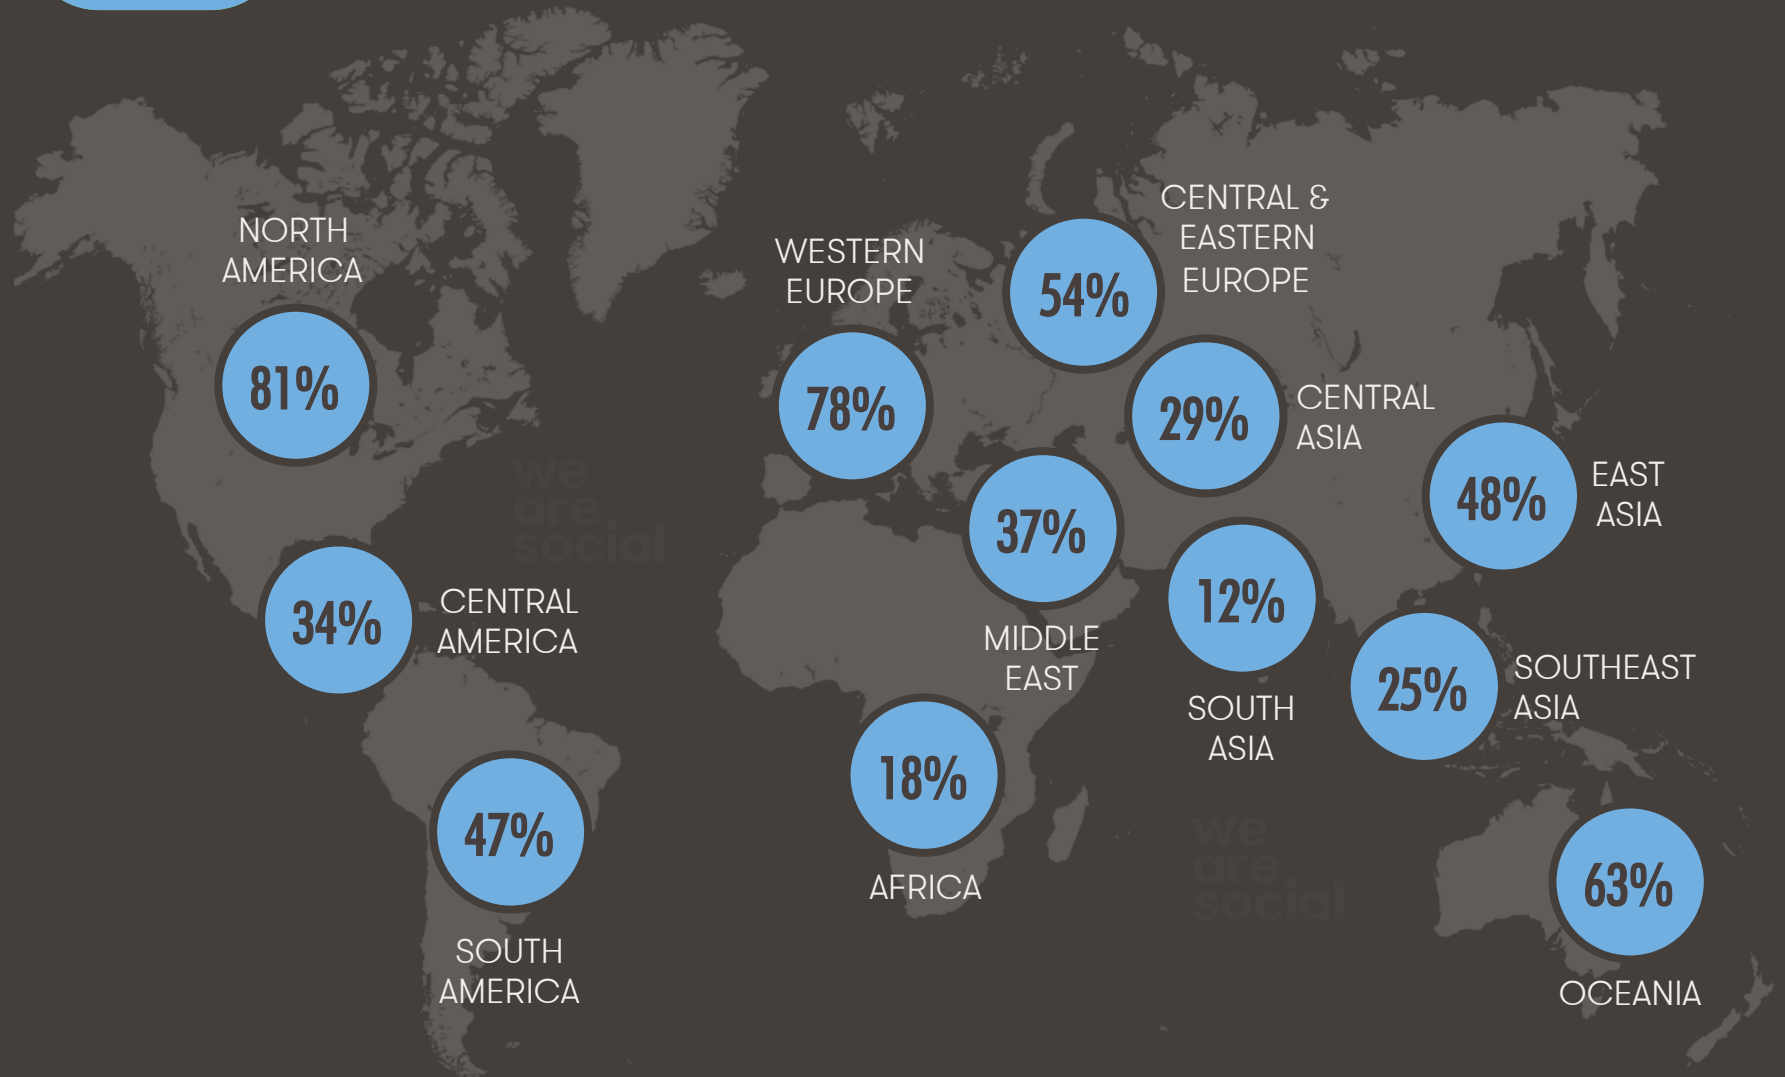 NORTH
AMERICA
81%
WESTERN
EUROPE
78%
CENTRAL &
EASTERN
EUROPE
54%
29%
CENTRAL
ASIA
48%
EAST
ASIA
37%
MIDDLE
EAST
12%
SOUTH
ASIA
34%
CENTRAL
AMERICA
25%
SOUTHEAST
ASIA
18%
AFRICA
47%
SOUTH
AMERICA
63%
OCEANIA
we
are
social
we
are
social